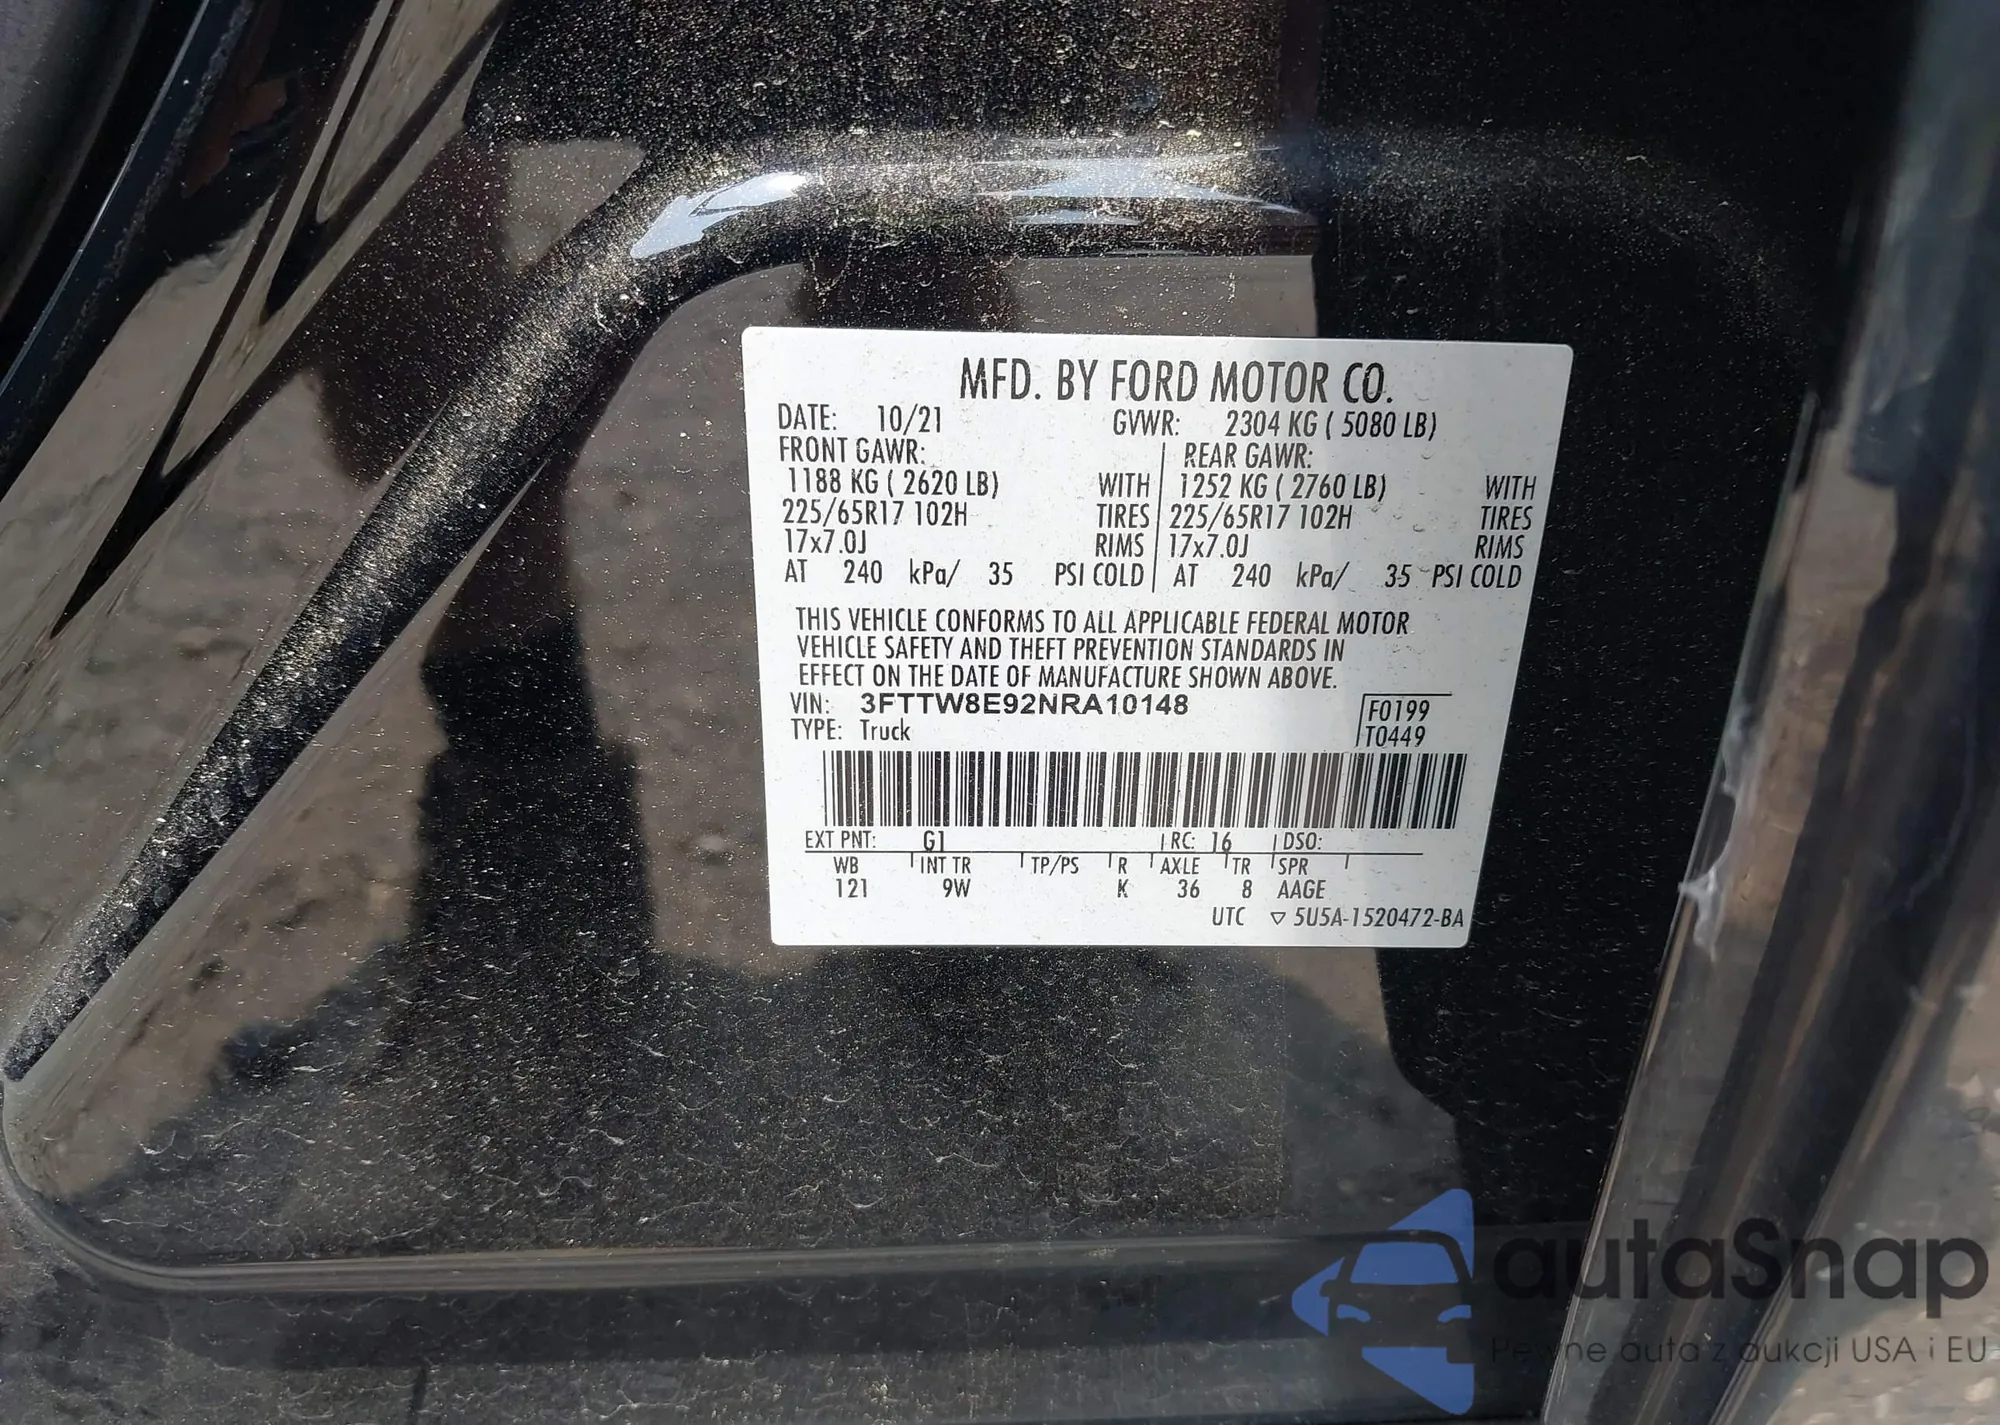 MFD. BY FORD MOTOR CO.
DATE: 10/21 GVWR: 2304 KG ( 5080 LB)
FRONT GAWR: REAR GAWR:
1188 KG ( 2620 LB) WITH 1252 KG ( 2760 LB) WITH
225/65R17 102H TIRES 225/65R17 102H TIRES
17x7.0J RIMS 17x7.0J RIMS
AT 240 kPa/ 35 PSI COLD AT 240 kPa/ 35 PSI COLD
THIS VEHICLE CONFORMS TO ALL APPLICABLE FEDERAL MOTOR
VEHICLE SAFETY AND THEFT PREVENTION STANDARDS IN
EFFECT ON THE DATE OF MANUFACTURE SHOWN ABOVE.
VIN: 3FTTW8E92NRA10148 F0199
TYPE: Truck T0449
EXT PNT: G1 RC: 16 DSO:
WB INT TR TP/PS R AXLE TR SPR
121 9W K 36 8 AAGE
UTC ▽ 5U5A-1520472-BA
autaSnap
Pewne auta z aukcji USA i EU